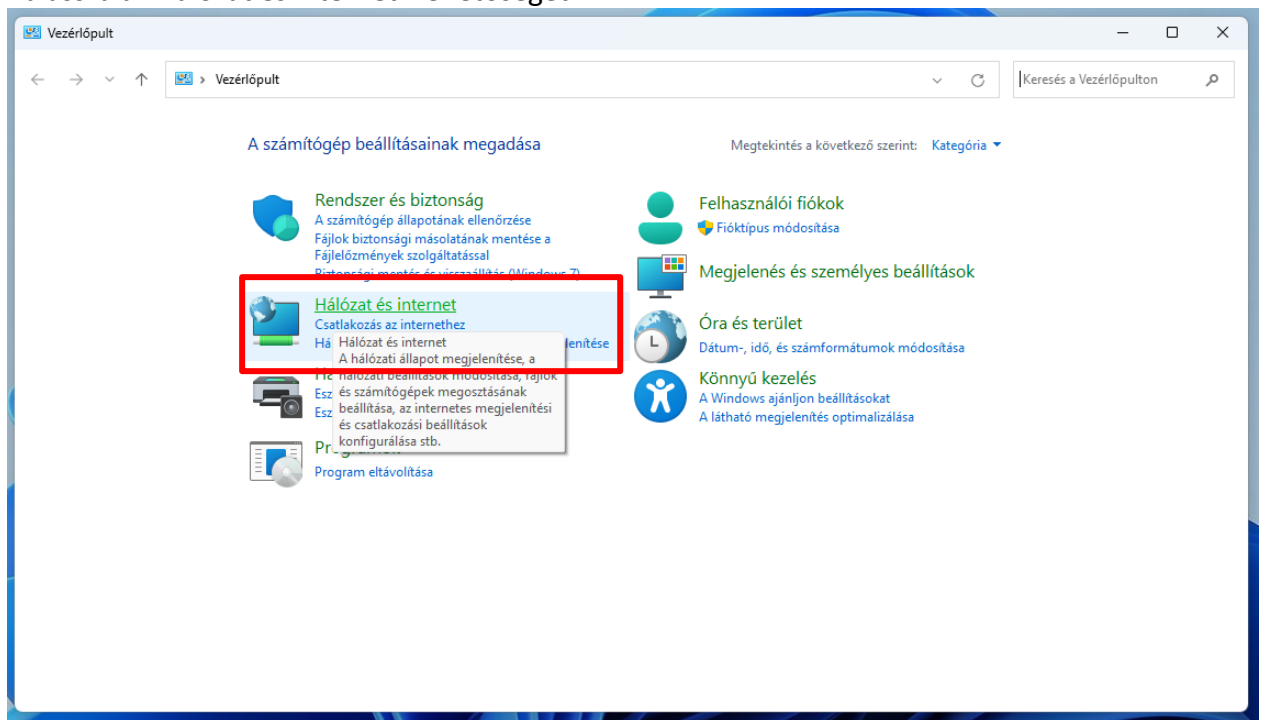 Vezérlőpult
Vezérlőpult
Keresés a Vezérlőpulton
A számítógép beállításainak megadása
Megtekintés a következő szerint: Kategória
Rendszer és biztonság
A számítógép állapotának ellenőrzése
Fájlok biztonsági másolatának mentése a
Fájlelőzmények szolgáltatással
Biztonsági mentés és visszaállítás (Windows 7)
Hálózat és internet
Csatlakozás az internethez
Hálózat és internet
A hálózati állapot megjelenítése, a
hálózati beállítások módosítása, fájlok
és számítógépek megosztásának
beállítása, az internetes megjelenítési
és csatlakozási beállítások
konfigurálása stb.
Programok
Program eltávolítása
Felhasználói fiókok
Fióktípus módosítása
Megjelenés és személyes beállítások
Óra és terület
Dátum-, idő, és számformátumok módosítása
Könnyű kezelés
A Windows ajánljon beállításokat
A látható megjelenítés optimalizálása